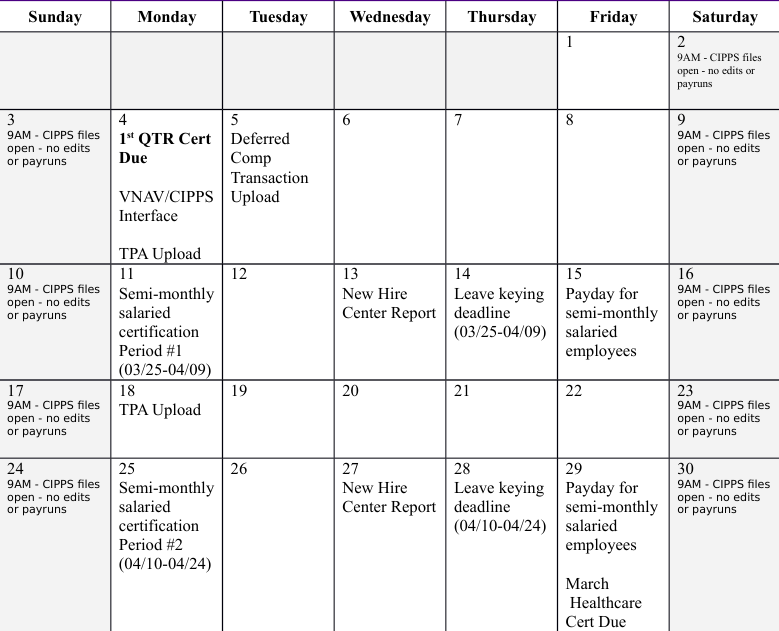 Sunday Monday Tuesday Wednesday Thursday Friday Saturday
1
2
9AM - CIPPS files
open - no edits or
payruns
3
9AM - CIPPS files
open - no edits
or payruns
4
1st QTR Cert
Due
VNAV/CIPPS
Interface
TPA Upload
5
Deferred
Comp
Transaction
Upload
6
7
8
9
9AM - CIPPS files
open - no edits
or payruns
10
9AM - CIPPS files
open - no edits
or payruns
11
Semi-monthly
salaried
certification
Period #1
(03/25-04/09)
12
13
New Hire
Center Report
14
Leave keying
deadline
(03/25-04/09)
15
Payday for
semi-monthly
salaried
employees
16
9AM - CIPPS files
open - no edits
or payruns
17
9AM - CIPPS files
open - no edits
or payruns
18
TPA Upload
19
20
21
22
23
9AM - CIPPS files
open - no edits
or payruns
24
9AM - CIPPS files
open - no edits
or payruns
25
Semi-monthly
salaried
certification
Period #2
(04/10-04/24)
26
27
New Hire
Center Report
28
Leave keying
deadline
(04/10-04/24)
29
Payday for
semi-monthly
salaried
employees
March
Healthcare
Cert Due
30
9AM - CIPPS files
open - no edits
or payruns